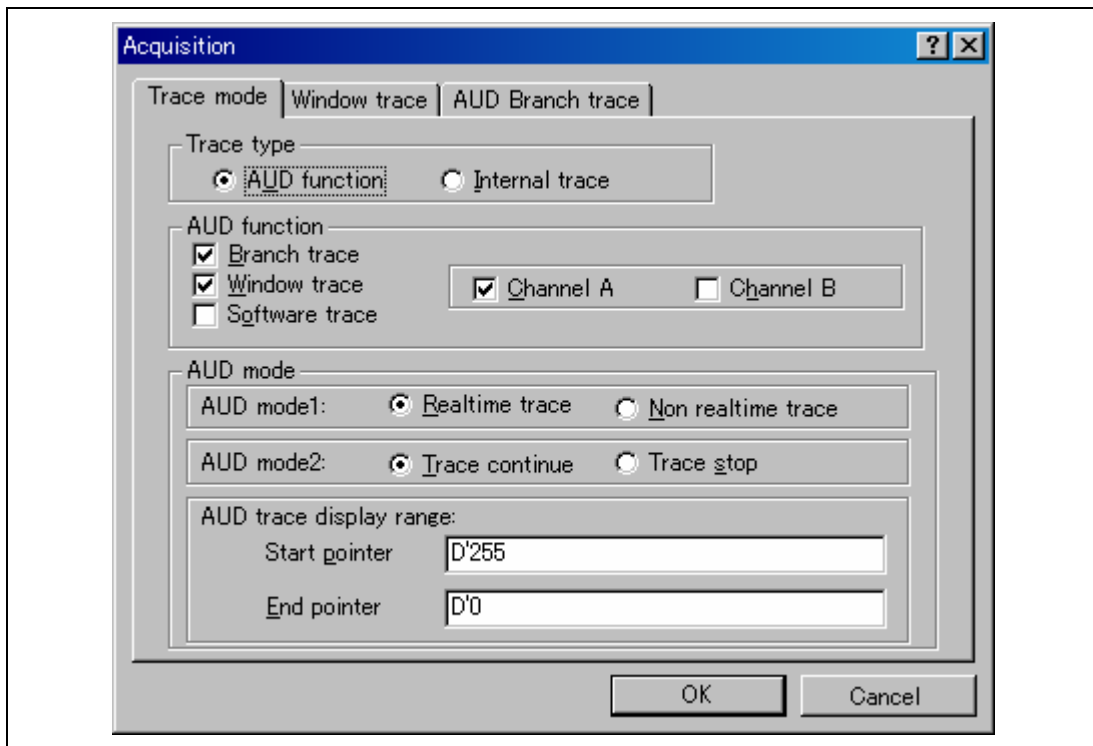 Acquisition
Trace mode Window trace AUD Branch trace
Trace type
AUD function Internal trace
AUD function
Branch trace
Window trace Channel A Channel B
Software trace
AUD mode
AUD mode1: Realtime trace Non realtime trace
AUD mode2: Trace continue Trace stop
AUD trace display range:
Start pointer D'255
End pointer D'0
OK Cancel